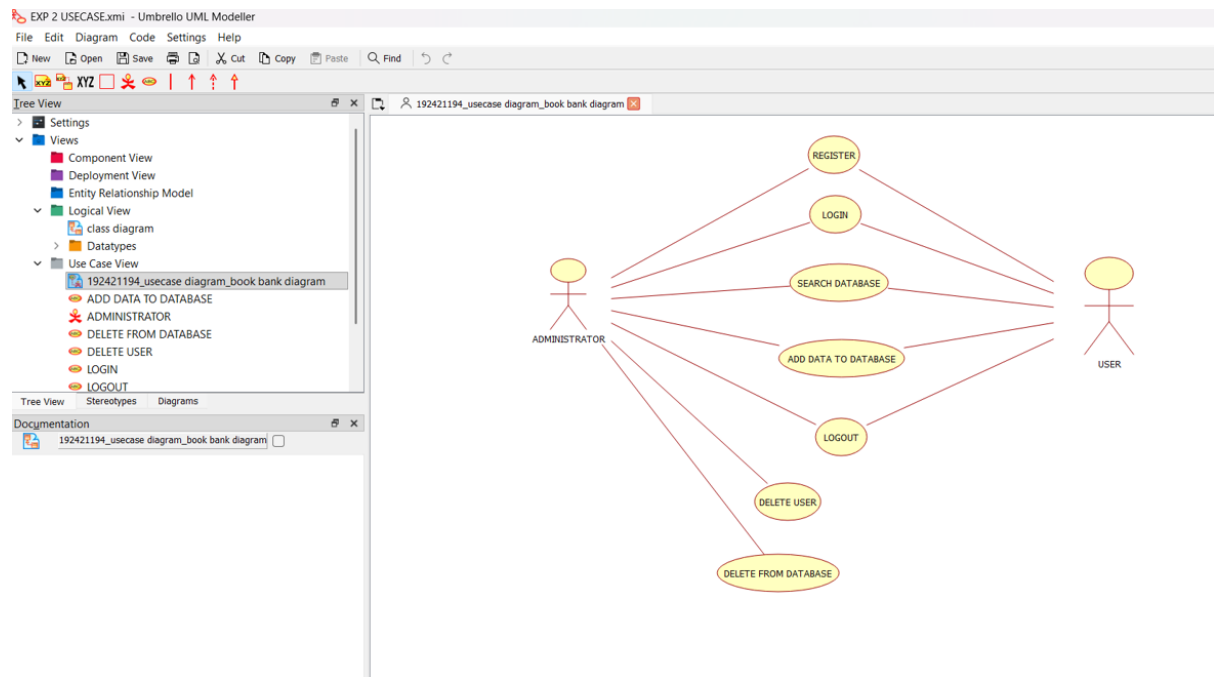 EXP 2 USECASE.xmi - Umbrello UML Modeller
File Edit Diagram Code Settings Help
New Open Save Cut Copy Paste Find
XYZ XYZ
Tree View
192421194_usecase diagram_book bank diagram
Settings
Views
Component View
Deployment View
Entity Relationship Model
Logical View
class diagram
Datatypes
Use Case View
192421194_usecase diagram_book bank diagram
ADD DATA TO DATABASE
ADMINISTRATOR
DELETE FROM DATABASE
DELETE USER
LOGIN
LOGOUT
Tree View Stereotypes Diagrams
Documentation
192421194_usecase diagram_book bank diagram
REGISTER
LOGIN
SEARCH DATABASE
ADMINISTRATOR
ADD DATA TO DATABASE
USER
LOGOUT
DELETE USER
DELETE FROM DATABASE